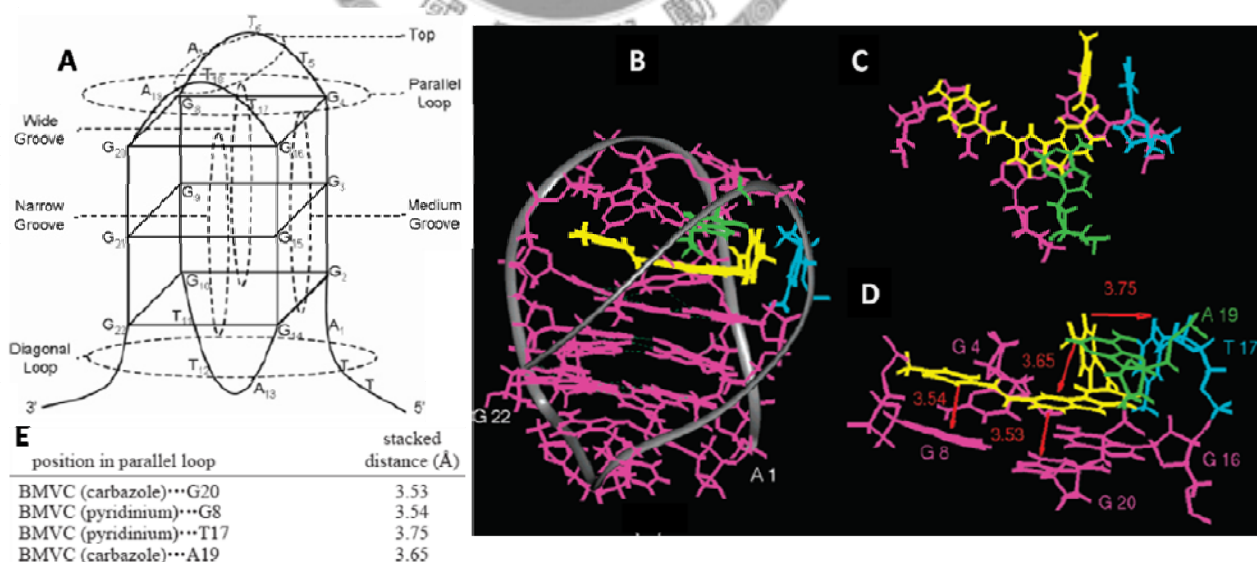 A
T₆
A₇
T₅
T₁₈
A₁₉
T₁₇
Top
Parallel
Loop
G₈
G₄
Wide
Groove
G₂₀
G₁₆
G₉
G₃
Narrow
Groove
Medium
Groove
G₂₁
G₁₅
G₁₀
G₂
T₁₁
G₂₂
G₁₄
A₁
Diagonal
Loop
T₁₂
T
A₁₃
T
3'
5'
B
G 22
A 1
C
D
3.75
A 19
G 4
T 17
3.65
3.54
3.53
G 8
G 16
G 20
E
position in parallel loop
stacked
distance (Å)
BMVC (carbazole)•••G20 3.53
BMVC (pyridinium)•••G8 3.54
BMVC (pyridinium)•••T17 3.75
BMVC (carbazole)•••A19 3.65